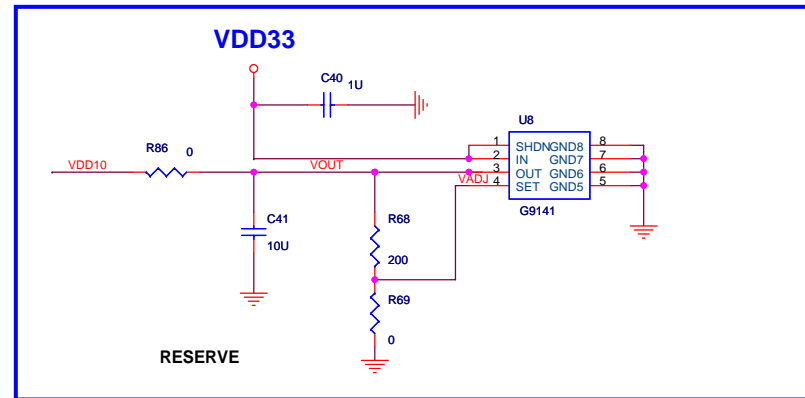 VDD33
C40
1U
U8
R86
0
VDD10
VOUT
VADJ
1
2
3
4
SHDN
IN
OUT
SET
GND8
GND7
GND6
GND5
8
7
6
5
G9141
C41
10U
R68
200
R69
0
RESERVE